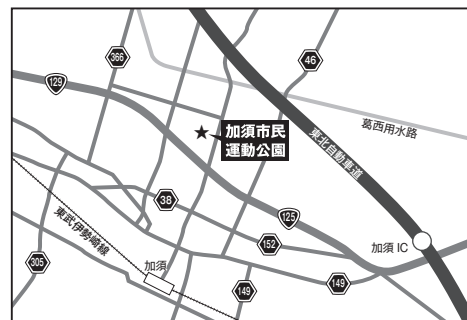 366
46
129
葛西用水路
加須市民
運動公園
東北自動車道
38
125
東武伊勢崎線
152
加須 IC
305
加須
149
149